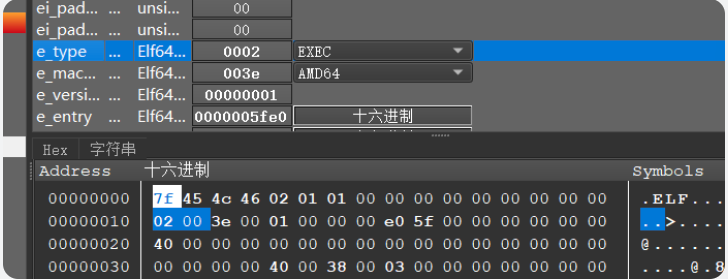 ei_pad... ... unsi... 00
ei_pad... ... unsi... 00
e_type ... Elf64... 0002 EXEC
e_mac... ... Elf64... 003e AMD64
e_versi... ... Elf64... 00000001
e_entry ... Elf64... 0000005fe0 十六进制
Hex 字符串
Address 十六进制 Symbols
00000000 7f 45 4c 46 02 01 01 00 00 00 00 00 00 00 00 00 .ELF...
00000010 02 00 3e 00 01 00 00 00 e0 5f 00 00 00 00 00 00 ..>....
00000020 40 00 00 00 00 00 00 00 00 00 00 00 00 00 00 00 @......
00000030 00 00 00 00 40 00 38 00 03 00 00 00 00 00 00 00 ....@.8